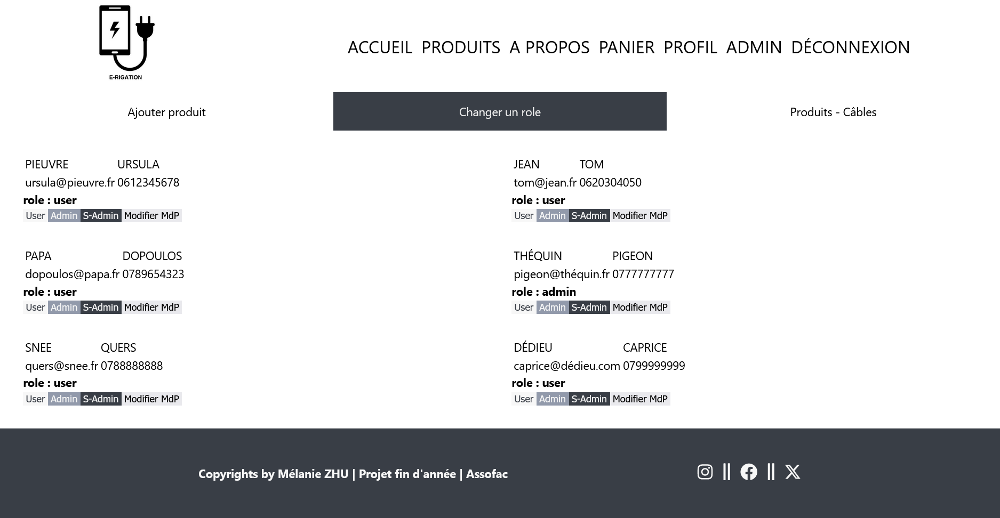 E-RIGATION
ACCUEIL PRODUITS A PROPOS PANIER PROFIL ADMIN DÉCONNEXION
Ajouter produit
Changer un role
Produits - Câbles
PIEUVRE URSULA
ursula@pieuvre.fr 0612345678
role : user
User Admin S-Admin Modifier MdP
JEAN TOM
tom@jean.fr 0620304050
role : user
User Admin S-Admin Modifier MdP
PAPA DOPOULOS
dopoulos@papa.fr 0789654323
role : user
User Admin S-Admin Modifier MdP
THÉQUIN PIGEON
pigeon@théquin.fr 0777777777
role : admin
User Admin S-Admin Modifier MdP
SNEE QUERS
quers@snee.fr 0788888888
role : user
User Admin S-Admin Modifier MdP
DÉDIEU CAPRICE
caprice@dédieu.com 0799999999
role : user
User Admin S-Admin Modifier MdP
Copyrights by Mélanie ZHU | Projet fin d'année | Assofac